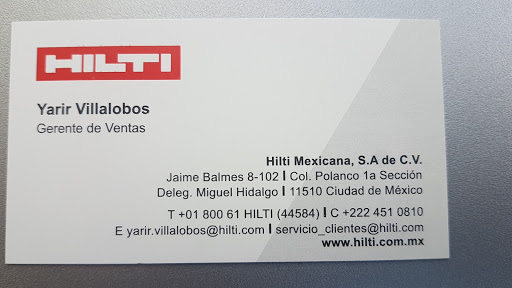 HILTI
Yarir Villalobos
Gerente de Ventas
Hilti Mexicana, S.A de C.V.
Jaime Balmes 8-102 I Col. Polanco 1a Sección
Deleg. Miguel Hidalgo I 11510 Ciudad de México
T +01 800 61 HILTI (44584) I C +222 451 0810
E yarir.villalobos@hilti.com I servicio_clientes@hilti.com
www.hilti.com.mx